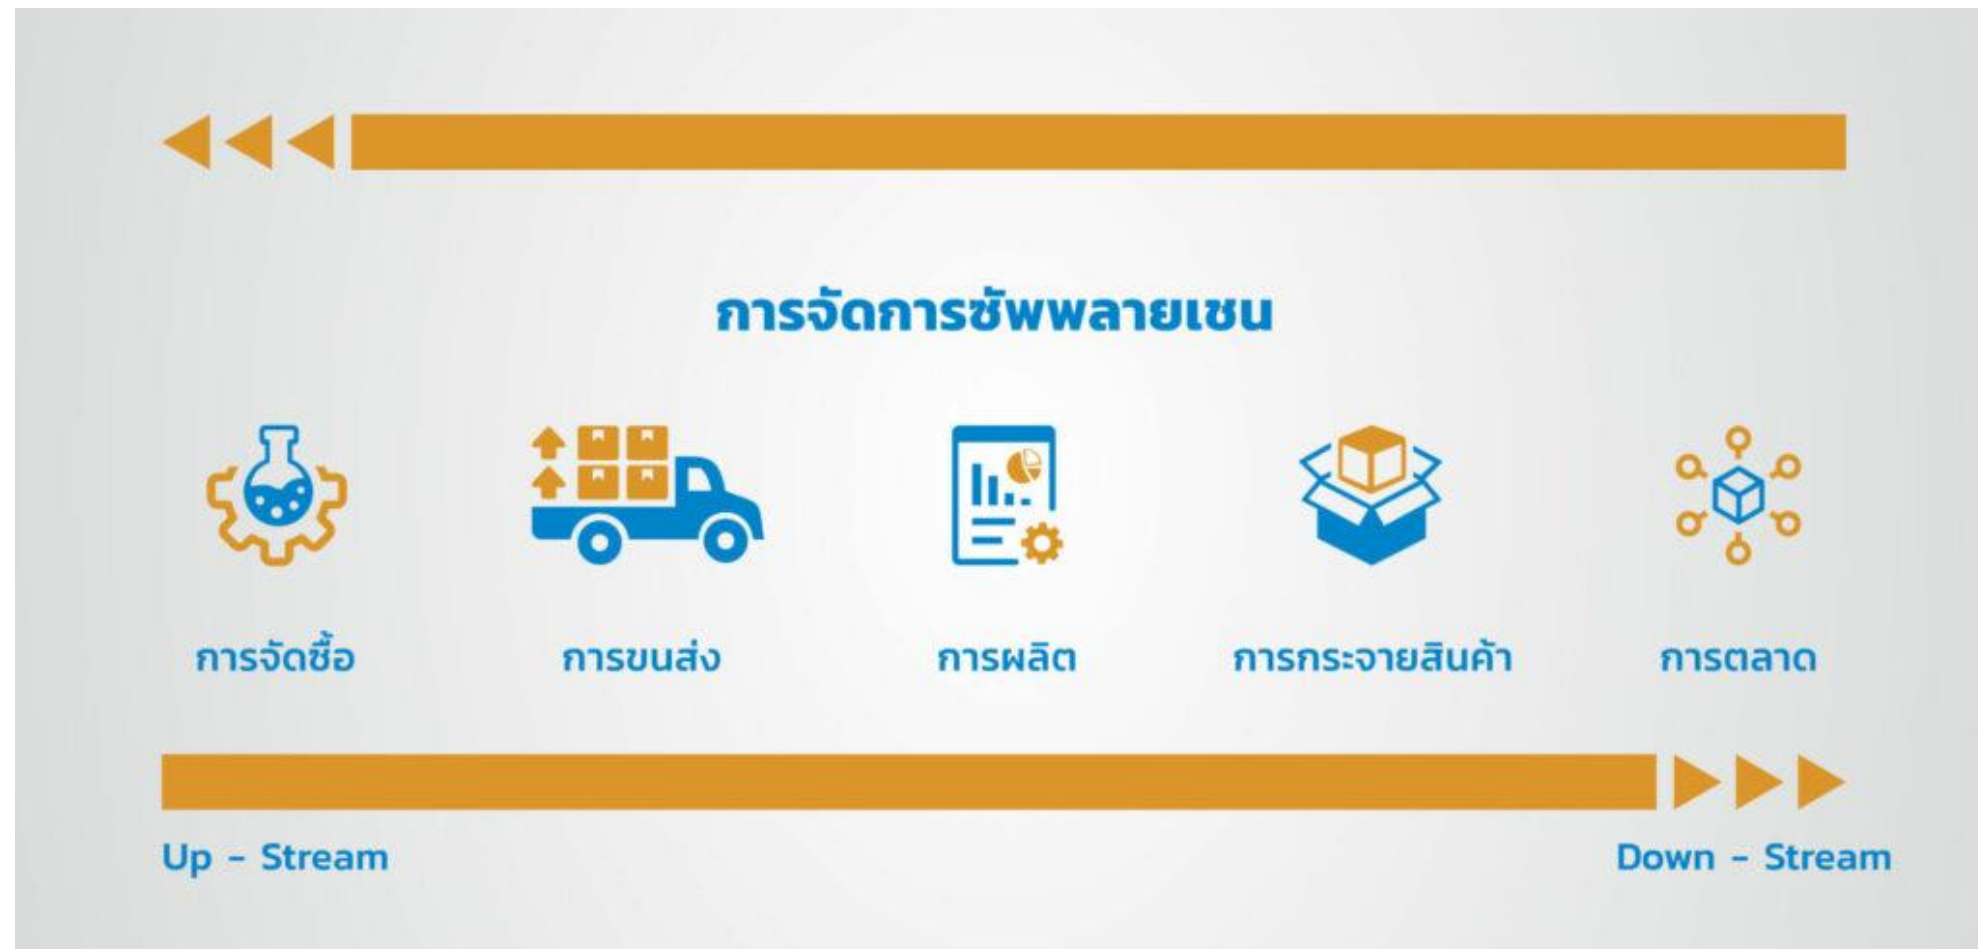 การจัดการซัพพลายเชน
การจัดซื้อ การขนส่ง การผลิต การกระจายสินค้า การตลาด
Up - Stream Down - Stream